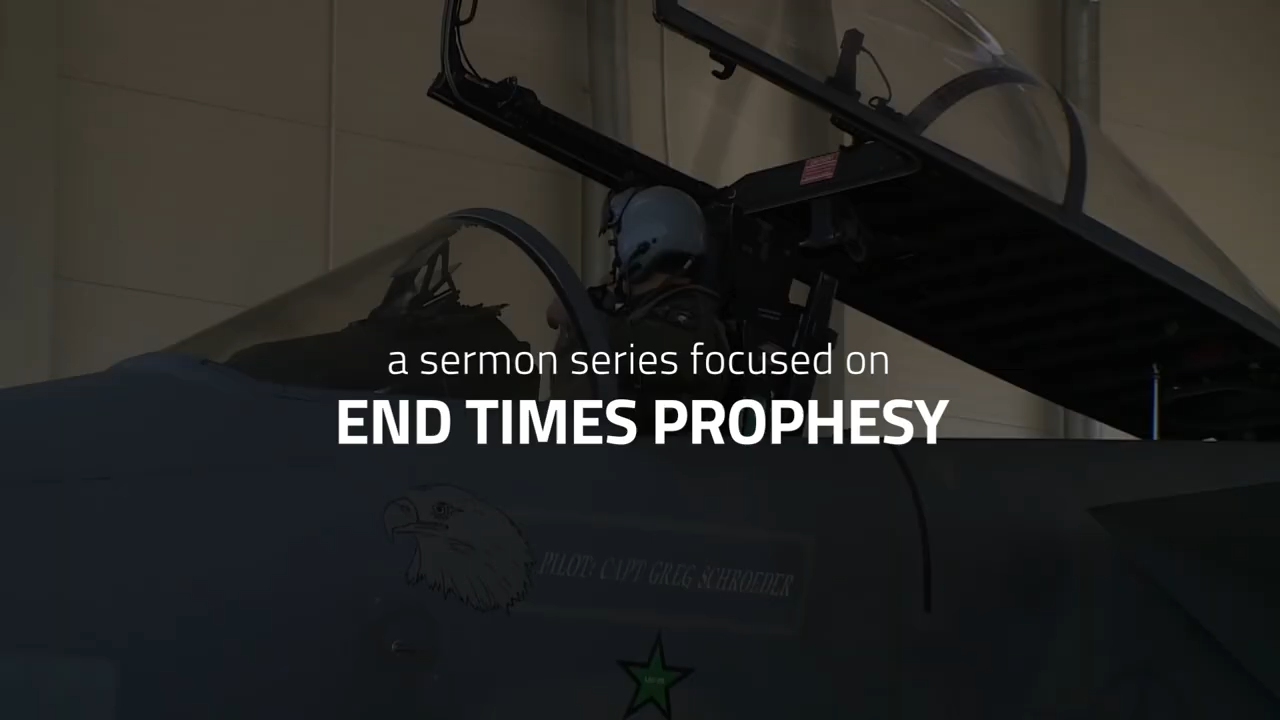 a sermon series focused on
END TIMES PROPHESY
PILOT: CAPT GREG SCHROEDER